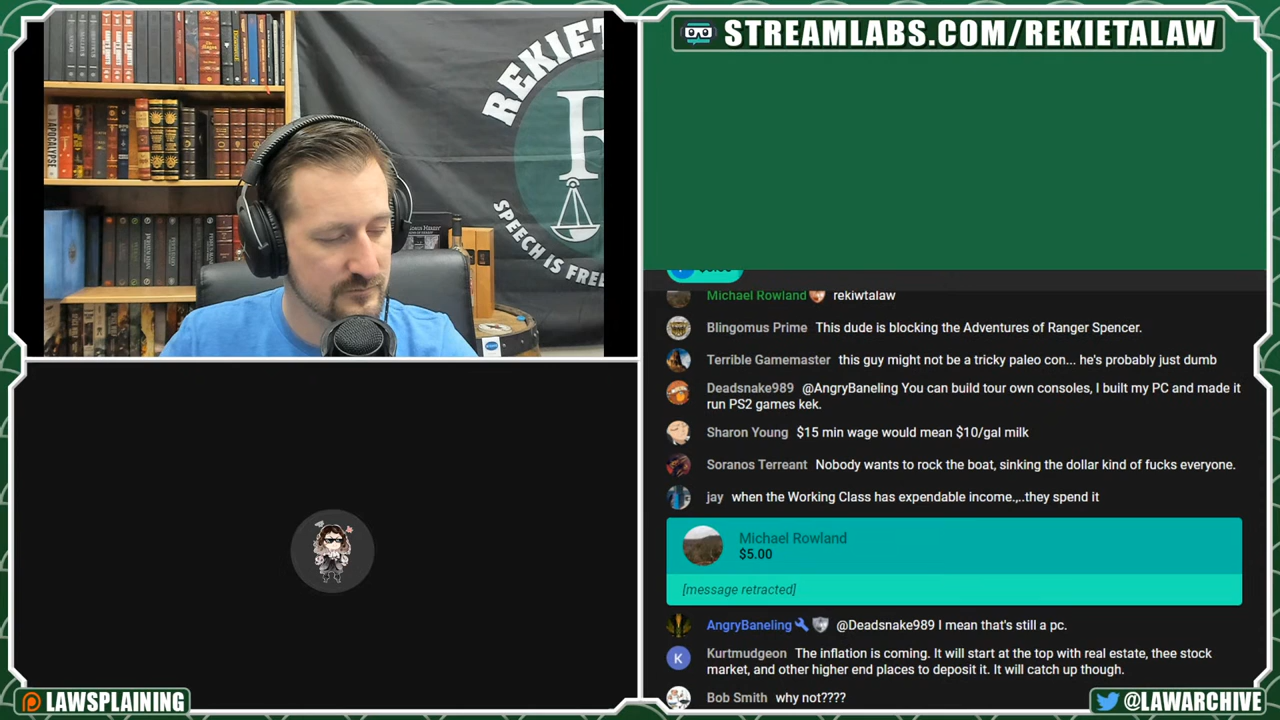 STREAMLABS.COM/REKIETALAW
REKIET
SPEECH IS FREE
Michael Rowland rekiwtalaw
Blingomus Prime This dude is blocking the Adventures of Ranger Spencer.
Terrible Gamemaster this guy might not be a tricky paleo con... he's probably just dumb
Deadsnake989 @AngryBaneling You can build tour own consoles, I built my PC and made it
run PS2 games kek.
Sharon Young $15 min wage would mean $10/gal milk
Soranos Terreant Nobody wants to rock the boat, sinking the dollar kind of fucks everyone.
jay when the Working Class has expendable income.,..they spend it
Michael Rowland
$5.00
[message retracted]
AngryBaneling @Deadsnake989 I mean that's still a pc.
K
Kurtmudgeon The inflation is coming. It will start at the top with real estate, thee stock
market, and other higher end places to deposit it. It will catch up though.
Bob Smith why not????
LAWSPLAINING
@LAWARCHIVE